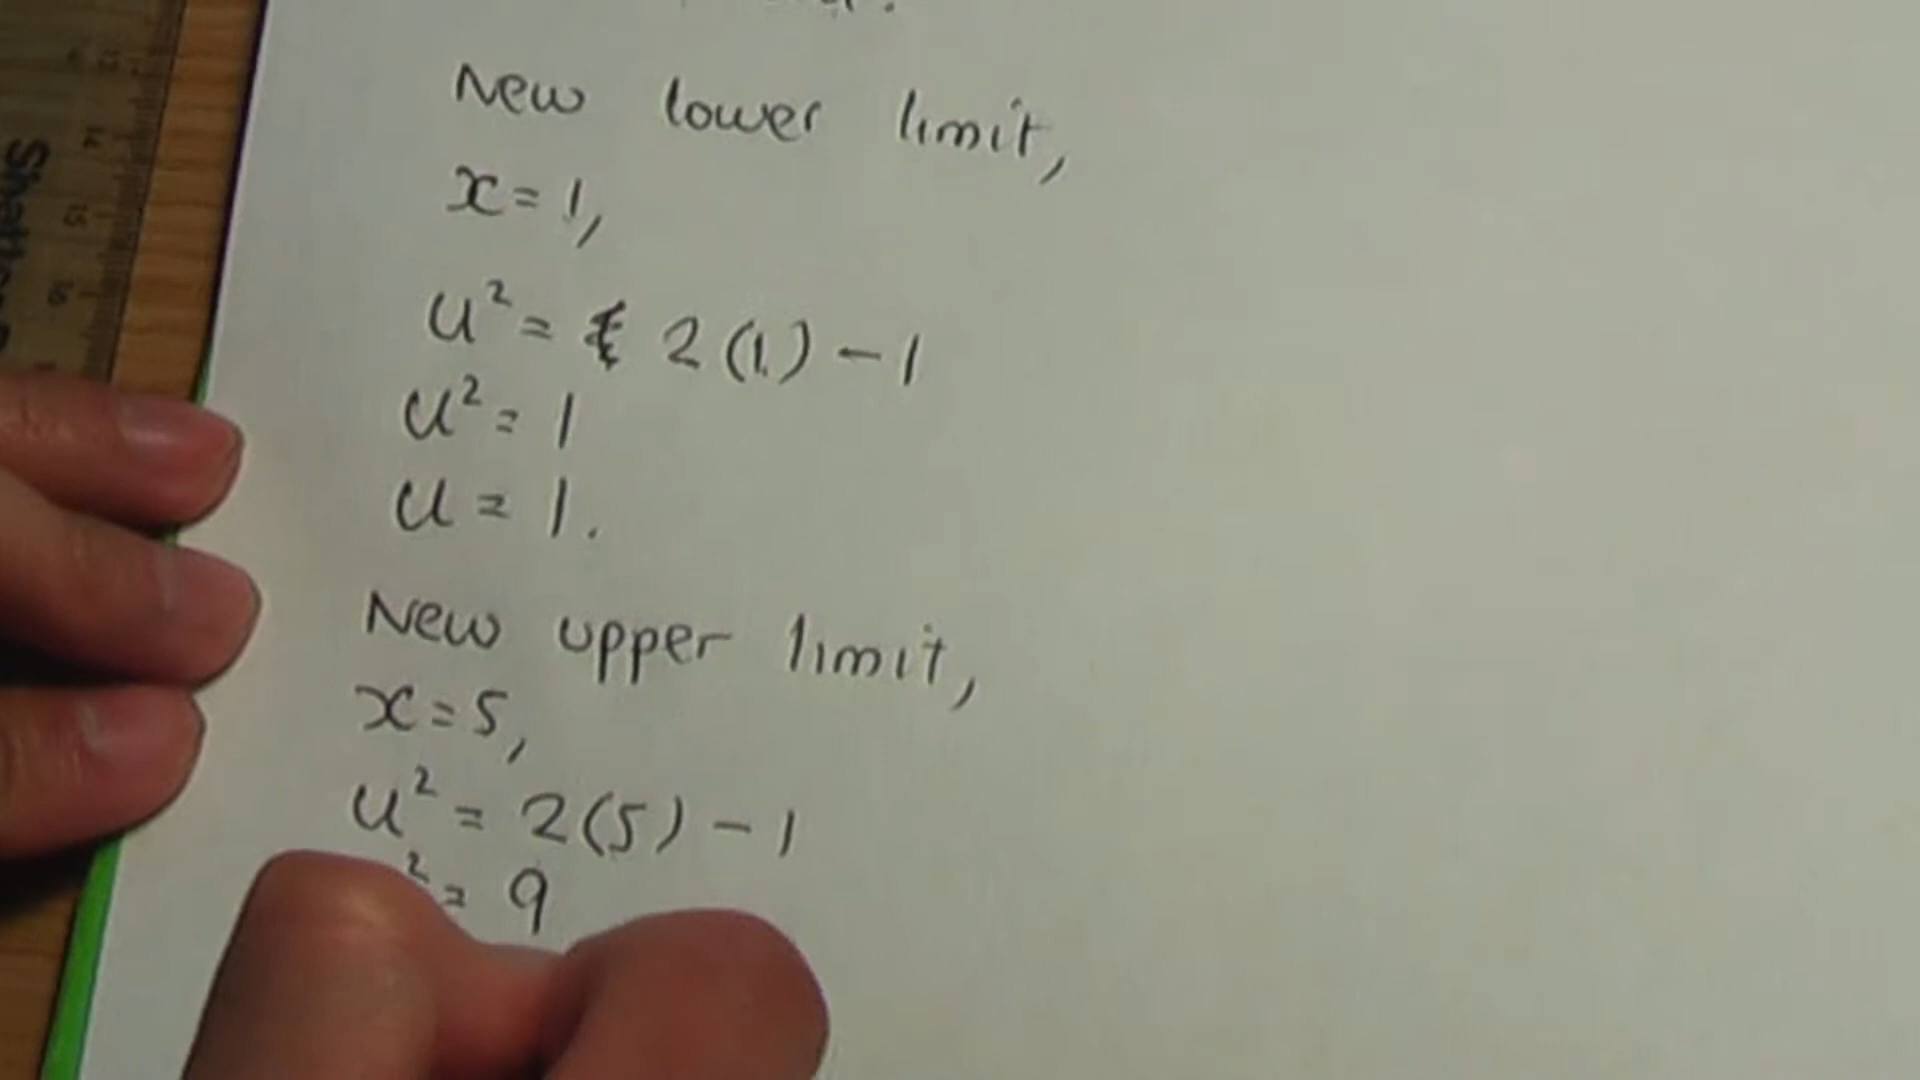 New lower limit,
x = 1,
u² = 2(1) - 1
u² = 1
u = 1.
New upper limit,
x = 5,
u² = 2(5) - 1
² = 9